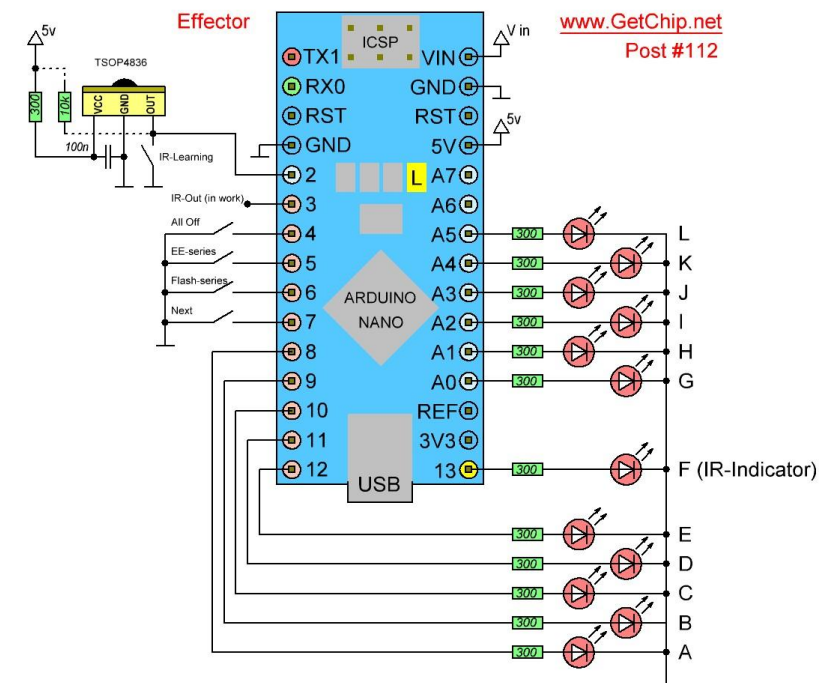 Effector
www.GetChip.net
Post #112
5v
TSOP4836
VCC
GND
OUT
300
10k
100n
IR-Learning
IR-Out (in work)
All Off
EE-series
Flash-series
Next
ICSP
TX1
RX0
RST
GND
2
3
4
5
6
7
8
9
10
11
12
L
ARDUINO
NANO
USB
VIN
GND
RST
5V
A7
A6
A5
A4
A3
A2
A1
A0
REF
3V3
13
V in
5v
300
L
300
K
300
J
300
I
300
H
300
G
300
F (IR-Indicator)
300
E
300
D
300
C
300
B
300
A